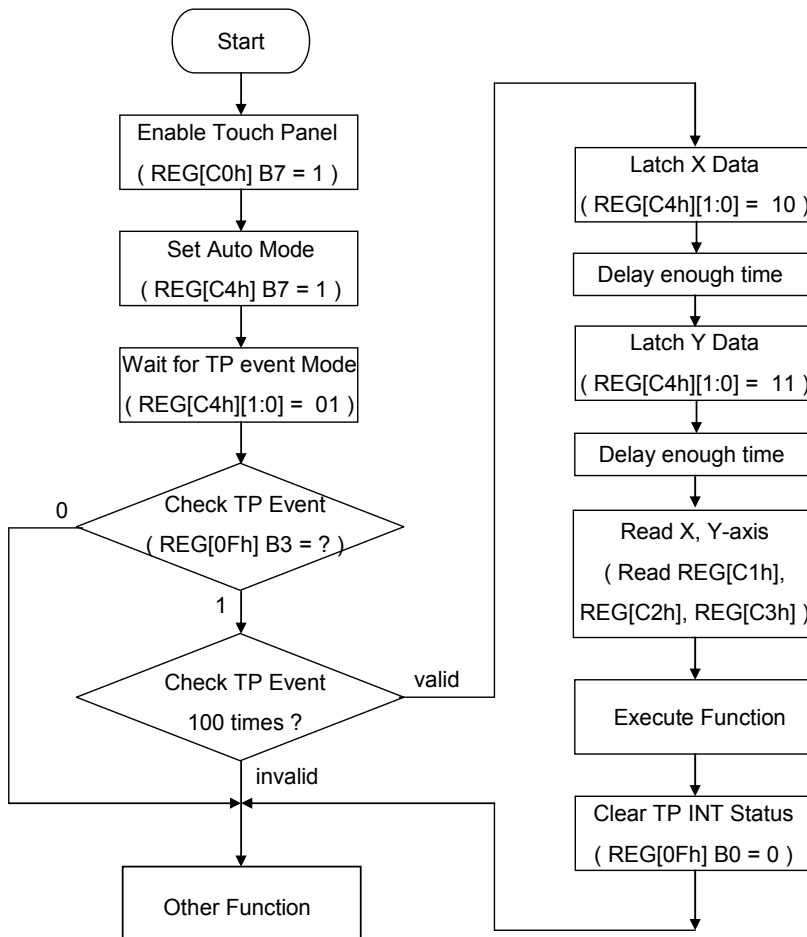 Start
Enable Touch Panel
( REG[C0h] B7 = 1 )
Set Auto Mode
( REG[C4h] B7 = 1 )
Wait for TP event Mode
( REG[C4h][1:0] = 01 )
0
Check TP Event
( REG[0Fh] B3 = ? )
1
Check TP Event
100 times ?
valid
invalid
Other Function
Latch X Data
( REG[C4h][1:0] = 10 )
Delay enough time
Latch Y Data
( REG[C4h][1:0] = 11 )
Delay enough time
Read X, Y-axis
( Read REG[C1h],
REG[C2h], REG[C3h] )
Execute Function
Clear TP INT Status
( REG[0Fh] B0 = 0 )